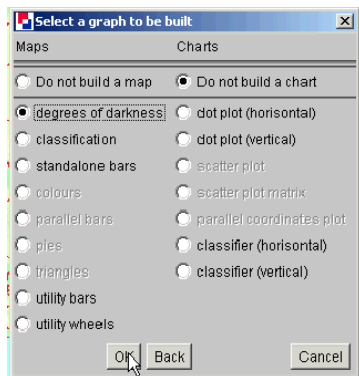 Select a graph to be built
Maps Charts
Do not build a map Do not build a chart
degrees of darkness dot plot (horisontal)
classification dot plot (vertical)
standalone bars scatter plot
colours scatter plot matrix
parallel bars parallel coordinates plot
pies classifier (horisontal)
triangles classifier (vertical)
utility bars
utility wheels
OK Back Cancel